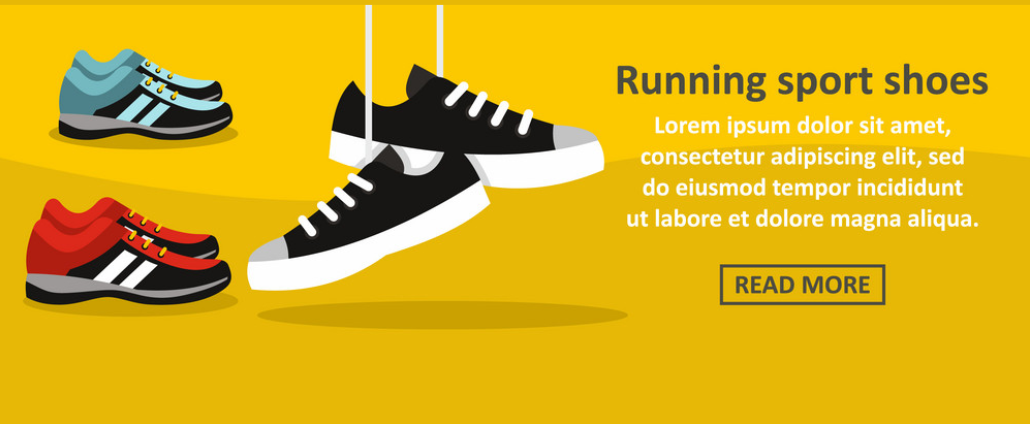 Running sport shoes
Lorem ipsum dolor sit amet,
consectetur adipiscing elit, sed
do eiusmod tempor incididunt
ut labore et dolore magna aliqua.
READ MORE